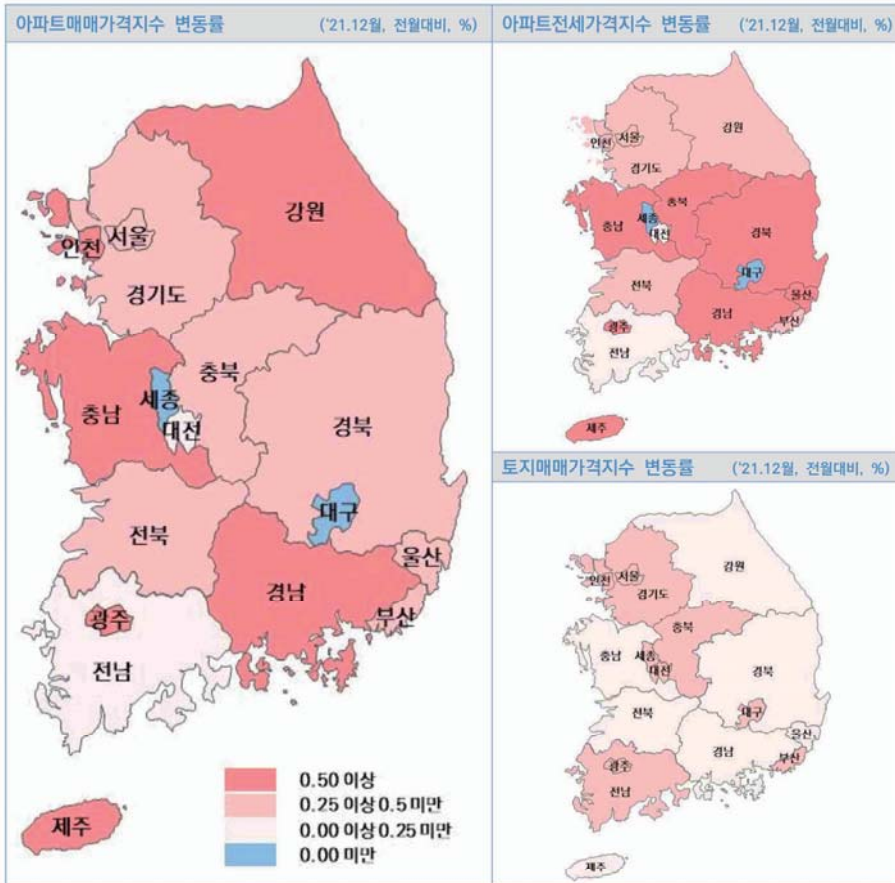 아파트매매가격지수 변동률 ('21.12월, 전월대비, %)
강원
서울
인천
경기도
충북
세종
충남
대전
경북
대구
전북
울산
경남
부산
광주
전남
제주
0.50 이상
0.25 이상 0.5 미만
0.00 이상 0.25 미만
0.00 미만
아파트전세가격지수 변동률 ('21.12월, 전월대비, %)
강원
서울
인천
경기도
충북
세종
충남
대전
경북
대구
전북
울산
경남
부산
광주
전남
제주
토지매매가격지수 변동률 ('21.12월, 전월대비, %)
강원
서울
인천
경기도
충북
충남
세종
대전
경북
대구
전북
울산
경남
부산
광주
전남
제주